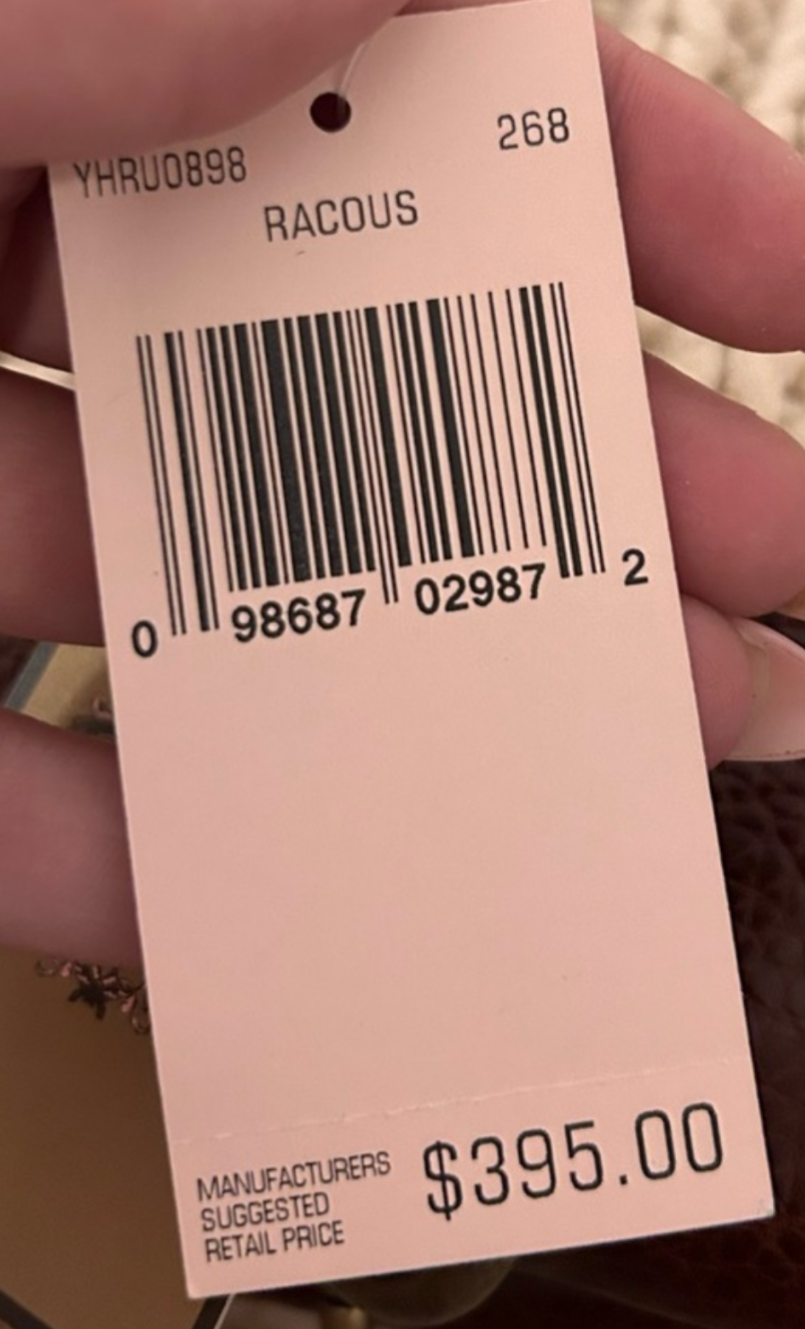 YHRU0898 268
RACOUS
0 98687 02987 2
MANUFACTURERS
SUGGESTED
RETAIL PRICE
$395.00